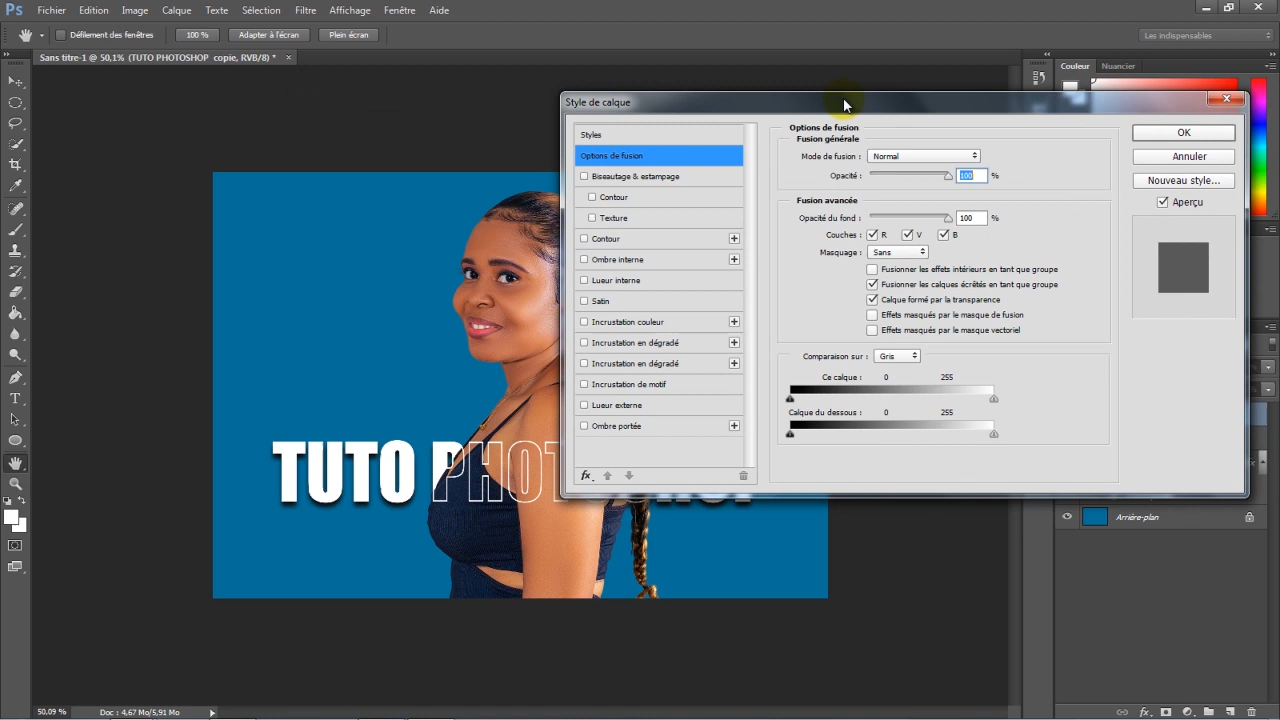 Ps Fichier Edition Image Calque Texte Sélection Filtre Affichage Fenêtre Aide
Défilement des fenêtres 100 % Adapter à l'écran Plein écran Les indispensables
Sans titre-1 @ 50,1% (TUTO PHOTOSHOP copie, RVB/8) * ×
Couleur Nuancier
Style de calque
Styles
Options de fusion
Biseautage & estampage
Contour
Texture
Contour
Ombre interne
Lueur interne
Satin
Incrustation couleur
Incrustation en dégradé
Incrustation en dégradé
Incrustation de motif
Lueur externe
Ombre portée
fx
Options de fusion
Fusion générale
Mode de fusion : Normal
Opacité : 100 %
Fusion avancée
Opacité du fond : 100 %
Couches : R V B
Masquage : Sans
Fusionner les effets intérieurs en tant que groupe
Fusionner les calques écrêtés en tant que groupe
Calque formé par la transparence
Effets masqués par le masque de fusion
Effets masqués par le masque vectoriel
Comparaison sur : Gris
Ce calque : 0 255
Calque du dessous : 0 255
OK
Annuler
Nouveau style...
Aperçu
TUTO PHOT
Arrière-plan
50,09 % Doc : 4,67 Mo/5,91 Mo
fx